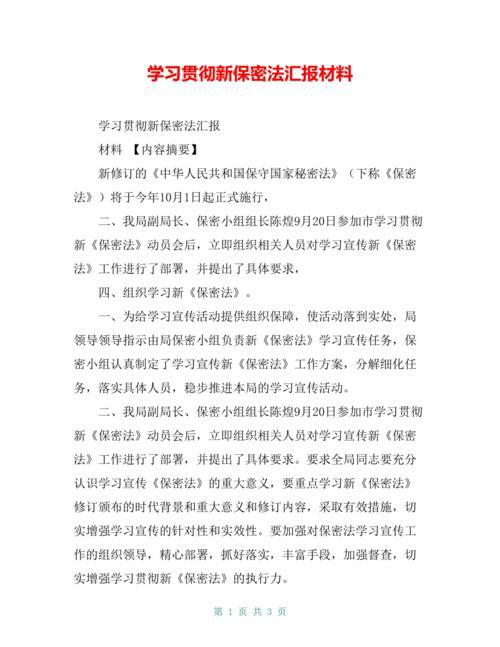 学习贯彻新保密法汇报材料
学习贯彻新保密法汇报
材料 【内容摘要】
新修订的《中华人民共和国保守国家秘密法》（下称《保密
法》）将于今年10月1日起正式施行，
二、我局副局长、保密小组组长陈煌9月20日参加市学习贯彻
新《保密法》动员会后，立即组织相关人员对学习宣传新《保密
法》工作进行了部署，并提出了具体要求，
四、组织学习新《保密法》。
一、为给学习宣传活动提供组织保障，使活动落到实处，局
领导领导指示由局保密小组负责新《保密法》学习宣传任务，保
密小组认真制定了学习宣传新《保密法》工作方案，分解细化任
务，落实具体人员，稳步推进本局的学习宣传活动。
二、我局副局长、保密小组组长陈煌9月20日参加市学习贯彻
新《保密法》动员会后，立即组织相关人员对学习宣传新《保密
法》工作进行了部署，并提出了具体要求。要求全局同志要充分
认识学习宣传《保密法》的重大意义，要重点学习新《保密法》
修订颁布的时代背景和重大意义和修订内容，采取有效措施，切
实增强学习宣传的针对性和实效性。要加强对保密法学习宣传工
作的组织领导，精心部署，抓好落实，丰富手段，加强督查，切
实增强学习贯彻新《保密法》的执行力。
第 1 页 共 3 页